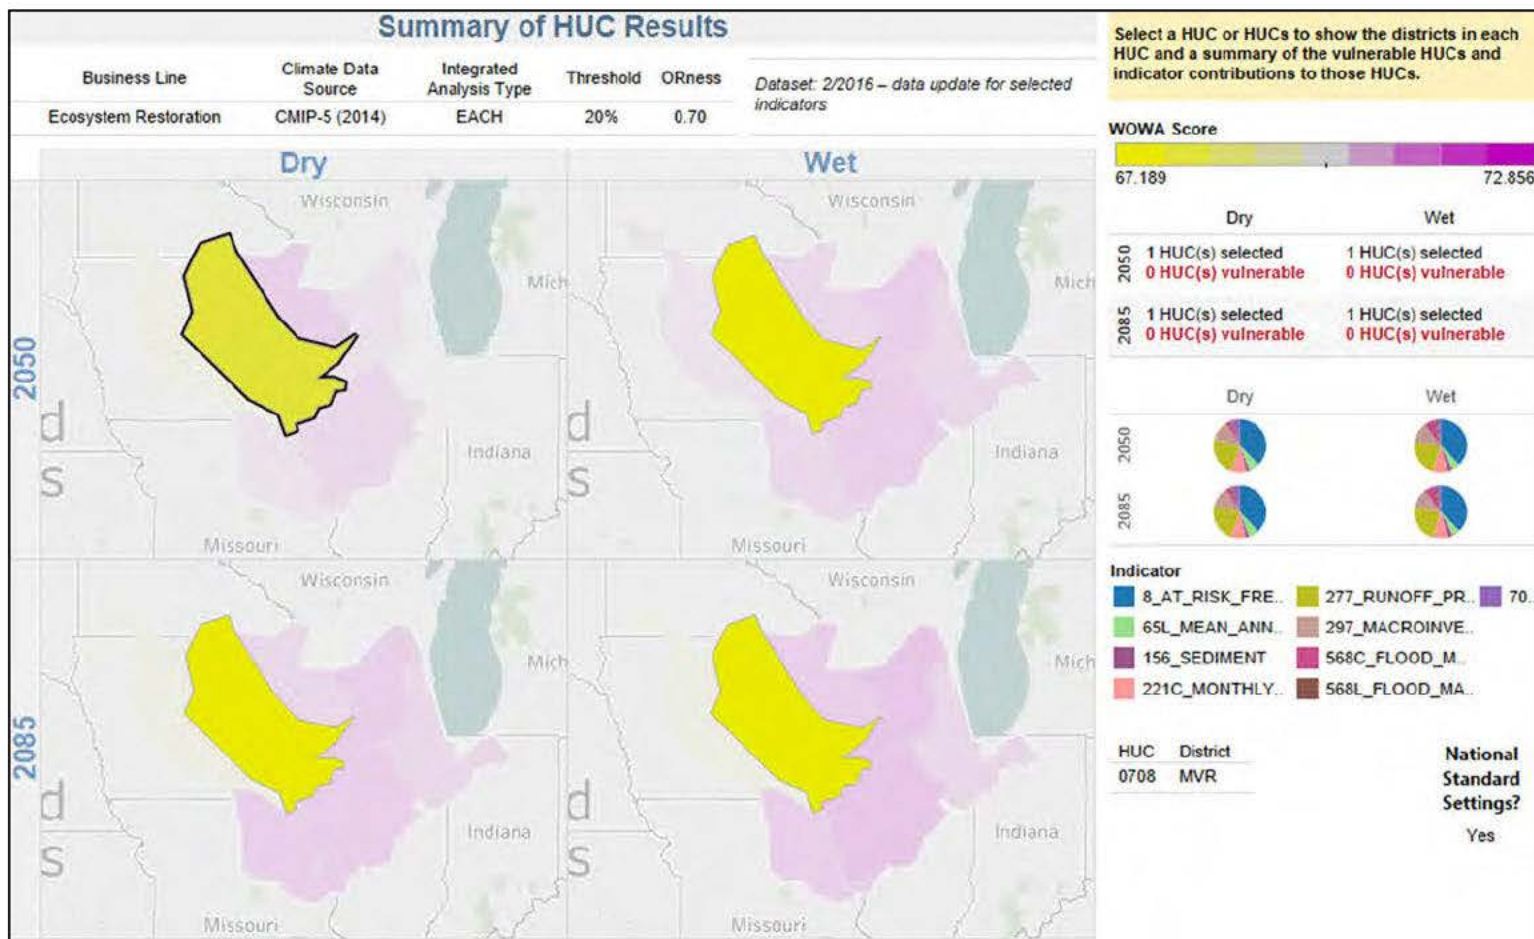 Summary of HUC Results
Business Line
Climate Data
Source
Integrated
Analysis Type
Threshold
ORness
Ecosystem Restoration
CMIP-5 (2014)
EACH
20%
0.70
Dataset: 2/2016 – data update for selected
indicators
Dry
Wet
2050
Wisconsin
Mich
Indiana
Missouri
d
s
Wisconsin
Mich
Indiana
Missouri
d
s
2085
Wisconsin
Mich
Indiana
Missouri
d
s
Wisconsin
Mich
Indiana
Missouri
d
s
Select a HUC or HUCs to show the districts in each
HUC and a summary of the vulnerable HUCs and
indicator contributions to those HUCs.
WOWA Score
67.189
72.856
Dry
Wet
2050
1 HUC(s) selected
0 HUC(s) vulnerable
1 HUC(s) selected
0 HUC(s) vulnerable
2085
1 HUC(s) selected
0 HUC(s) vulnerable
1 HUC(s) selected
0 HUC(s) vulnerable
Dry
Wet
2050
2085
Indicator
8_AT_RISK_FRE..
277_RUNOFF_PR..
70..
65L_MEAN_ANN..
297_MACROINVE..
156_SEDIMENT
568C_FLOOD_M..
221C_MONTHLY..
568L_FLOOD_MA..
HUC
District
0708
MVR
National
Standard
Settings?
Yes